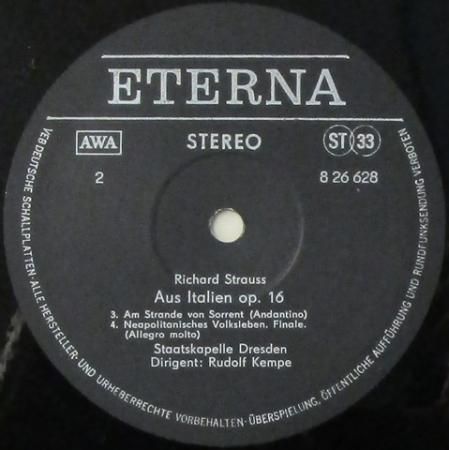 ETERNA
AWA STEREO ST 33
2 8 26 628
Richard Strauss
Aus Italien op. 16
3. Am Strande von Sorrent (Andantino)
4. Neapolitanisches Volksleben. Finale.
(Allegro molto)
Staatskapelle Dresden
Dirigent: Rudolf Kempe
VEB DEUTSCHE SCHALLPLATTEN · ALLE HERSTELLER- UND URHEBERRECHTE VORBEHALTEN · ÜBERSPIELUNG, ÖFFENTLICHE AUFFÜHRUNG UND RUNDFUNKSENDUNG VERBOTEN